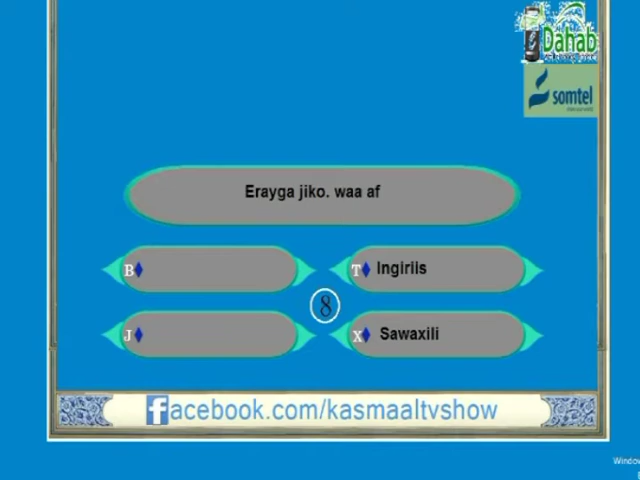 Dahab
somtel
Erayga jiko. waa af
B
T Ingiriis
8
J
X Sawaxili
facebook.com/kasmaaltvshow